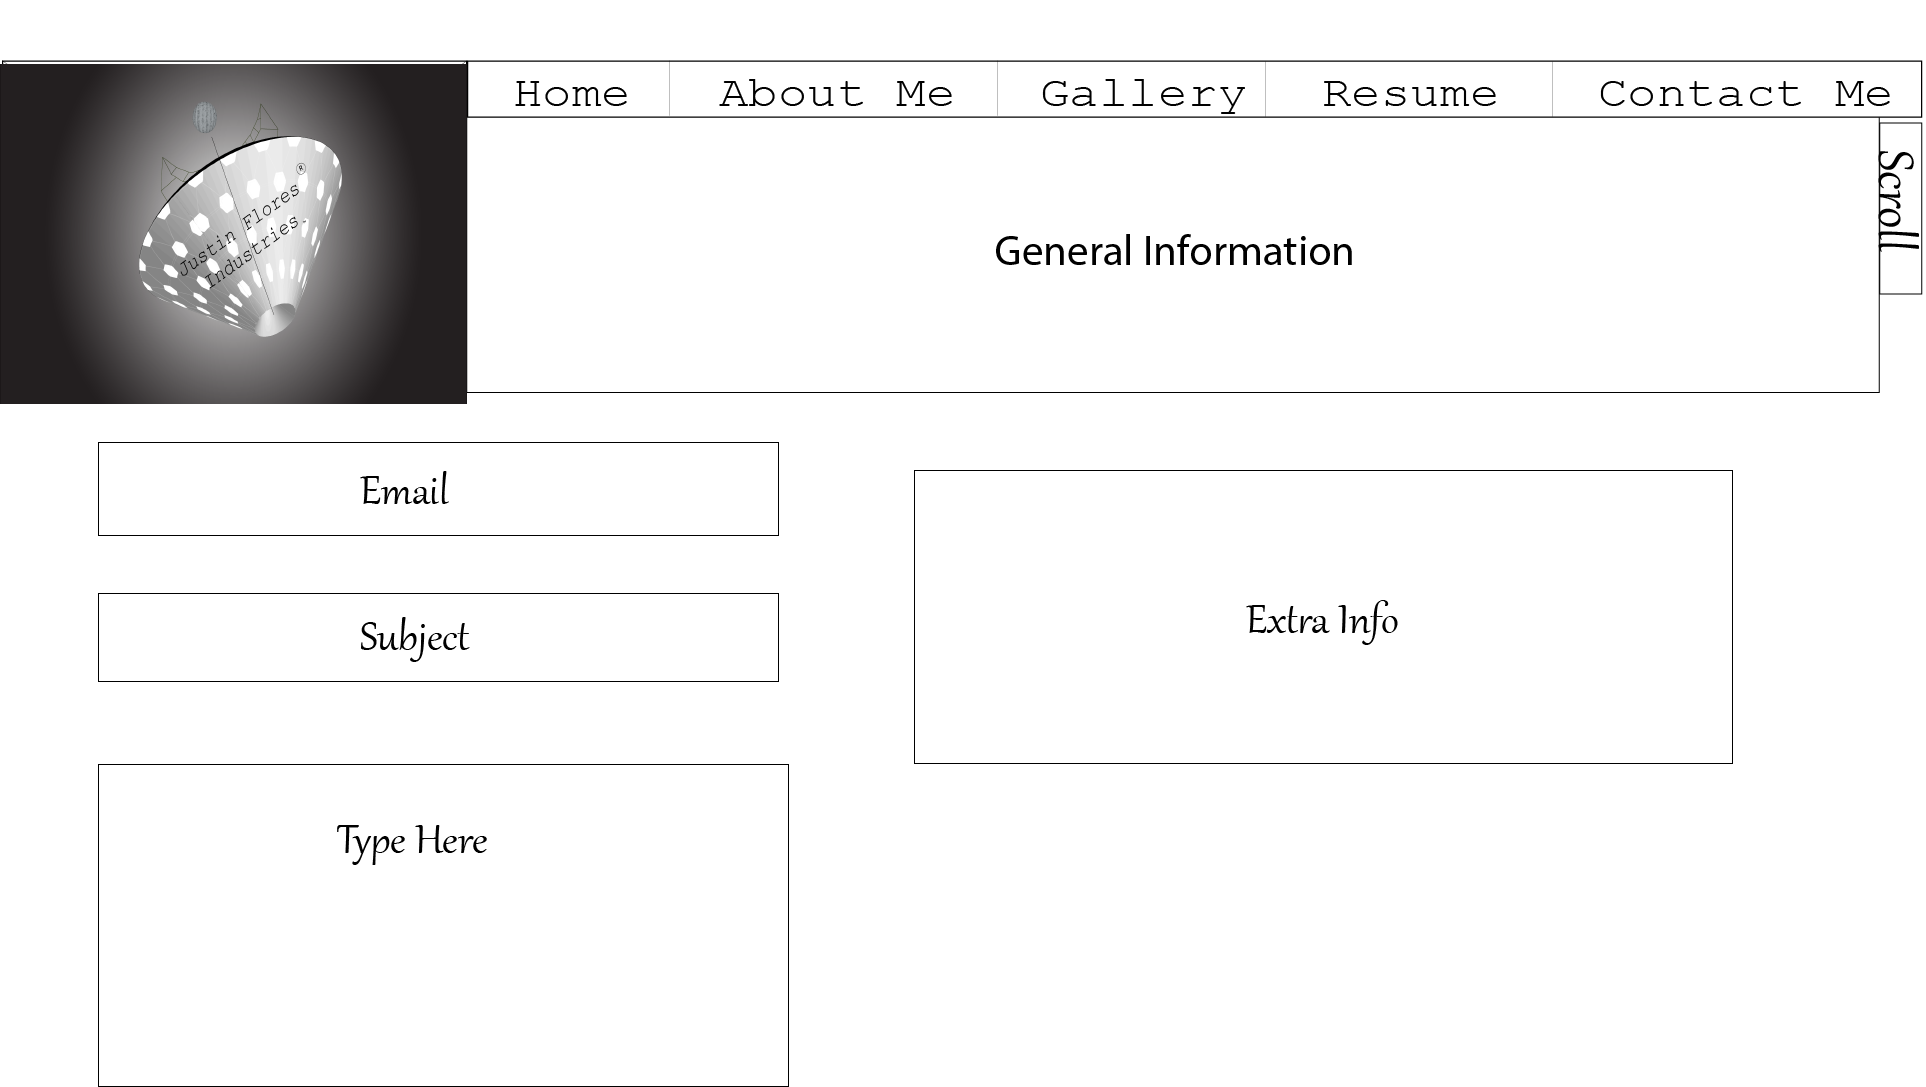 Home About Me Gallery Resume Contact Me
Justin Flores®
Industries.
General Information
Scroll
Email
Subject
Type Here
Extra Info